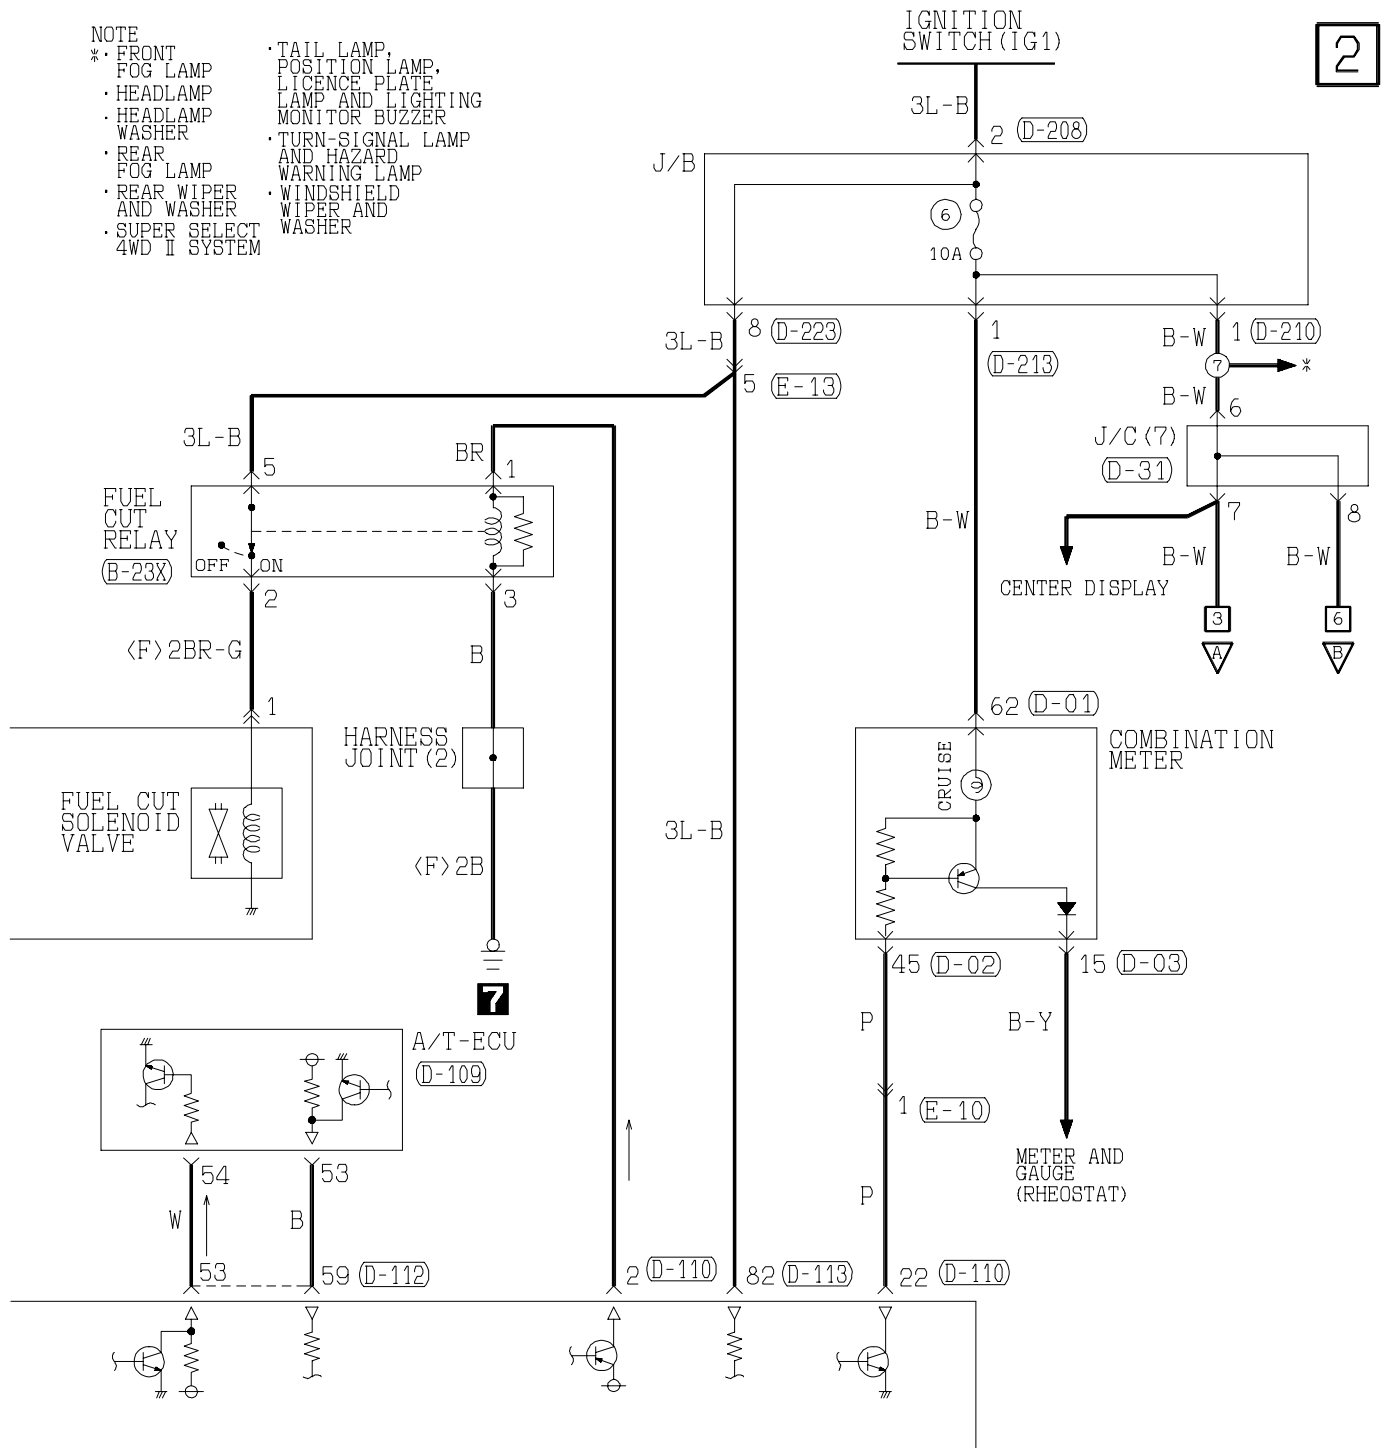 NOTE
※・FRONT
FOG LAMP
・HEADLAMP
・HEADLAMP
WASHER
・REAR
FOG LAMP
・REAR WIPER
AND WASHER
・SUPER SELECT
4WD Ⅱ SYSTEM
・TAIL LAMP,
POSITION LAMP,
LICENCE PLATE
LAMP AND LIGHTING
MONITOR BUZZER
・TURN-SIGNAL LAMP
AND HAZARD
WARNING LAMP
・WINDSHIELD
WIPER AND
WASHER
IGNITION
SWITCH(IG1)
2
3L-B
2 D-208
J/B
6
10A
8 D-223
1
D-213
B-W
1 D-210
3L-B
7
※
5 E-13
B-W
6
3L-B
BR
J/C(7)
D-31
5
1
FUEL
CUT
RELAY
B-23X
OFF
ON
7
8
B-W
B-W
B-W
CENTER DISPLAY
2
3
3
6
A
B
<F>2BR-G
B
1
62 D-01
HARNESS
JOINT(2)
COMBINATION
METER
CRUISE
FUEL CUT
SOLENOID
VALVE
3L-B
<F>2B
45 D-02
15 D-03
7
P
B-Y
A/T-ECU
D-109
1 E-10
METER AND
GAUGE
(RHEOSTAT)
54
53
W
B
P
53
59 D-112
2 D-110
82 D-113
22 D-110